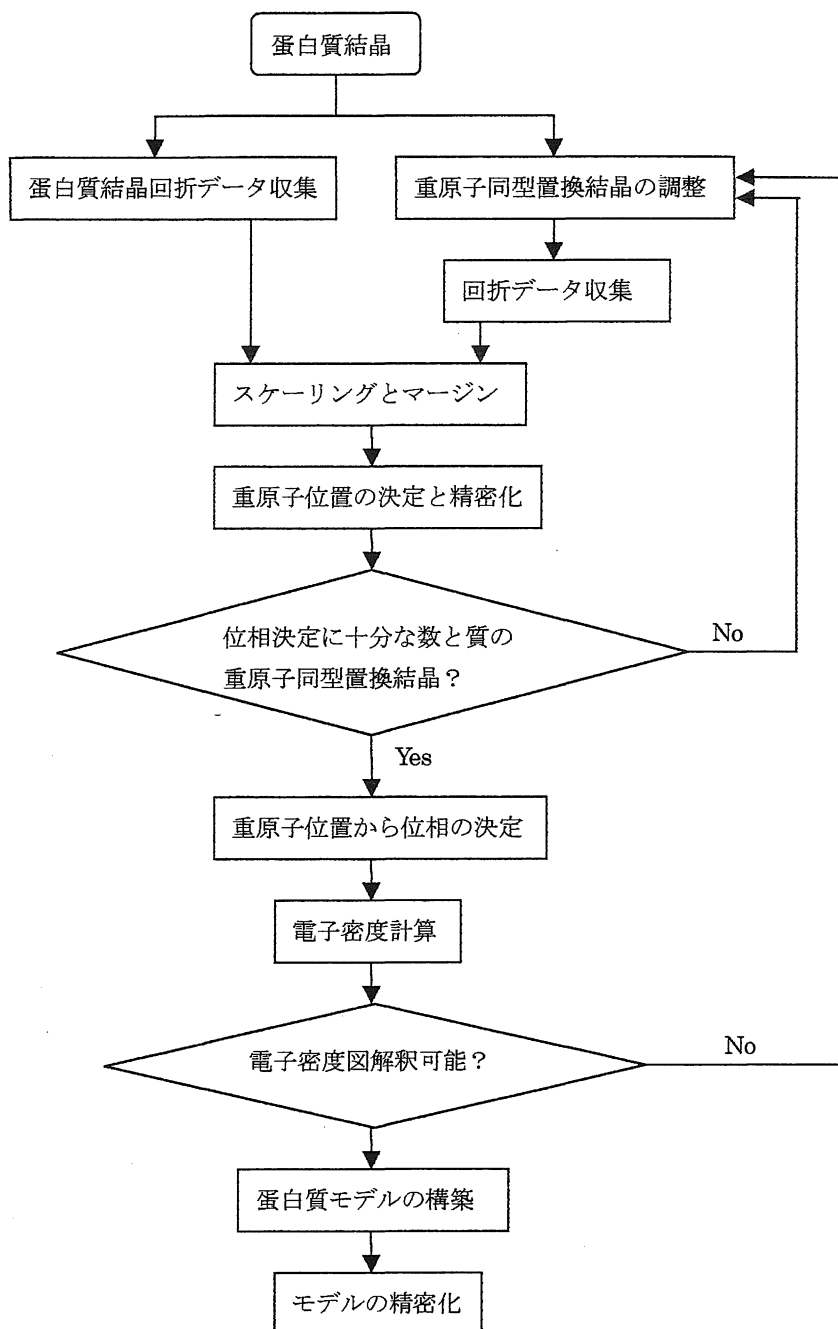 蛋白質結晶
蛋白質結晶回折データ収集
重原子同型置換結晶の調整
回折データ収集
スケーリングとマージン
重原子位置の決定と精密化
位相決定に十分な数と質の
重原子同型置換結晶？
No
Yes
重原子位置から位相の決定
電子密度計算
電子密度図解釈可能？
No
蛋白質モデルの構築
モデルの精密化